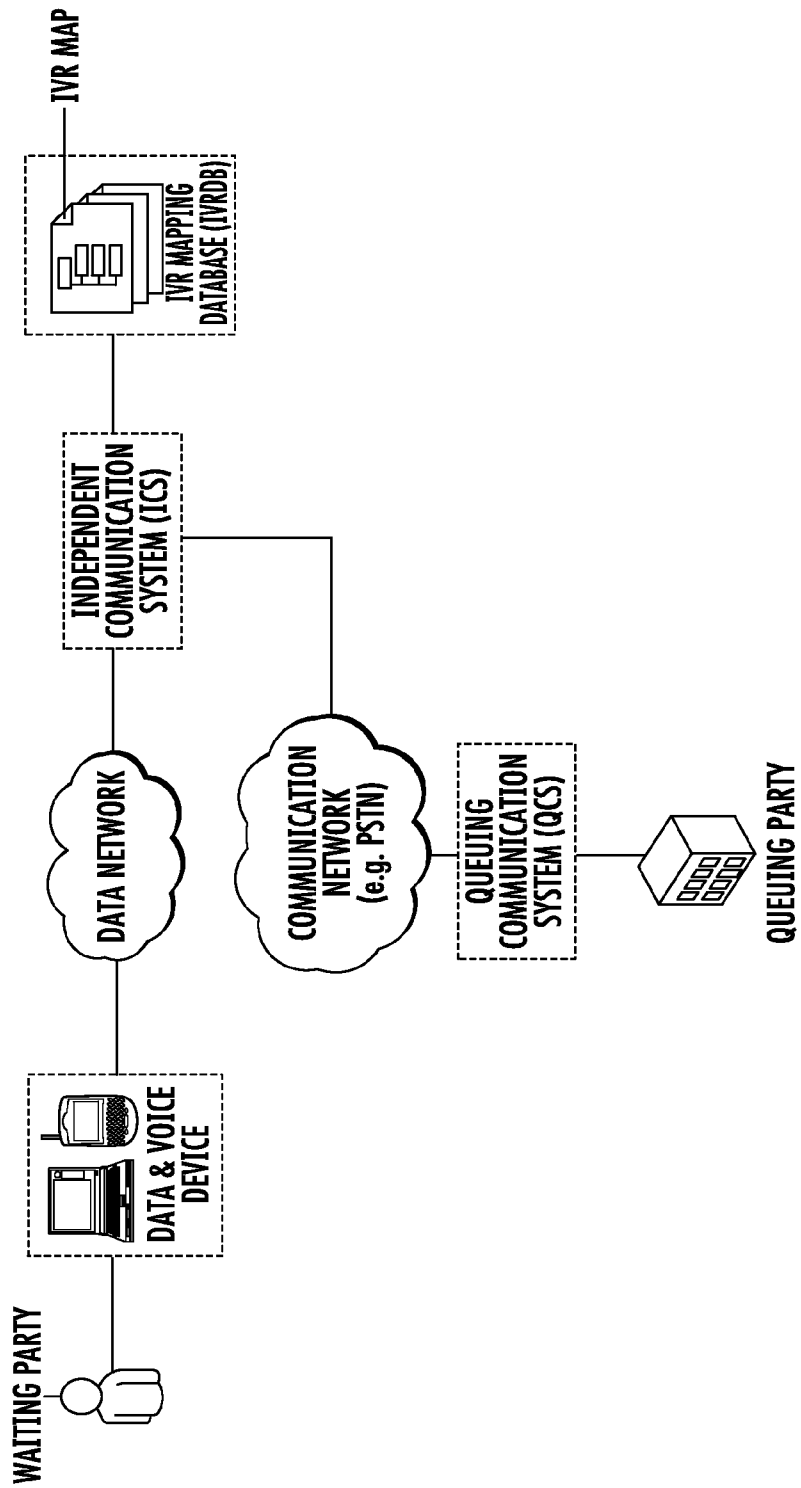 WAITING PARTY
DATA & VOICE
DEVICE
DATA NETWORK
INDEPENDENT
COMMUNICATION
SYSTEM (ICS)
IVR MAPPING
DATABASE (IVRDB)
IVR MAP
COMMUNICATION
NETWORK
(e.g. PSTN)
QUEUING
COMMUNICATION
SYSTEM (QCS)
QUEUING PARTY